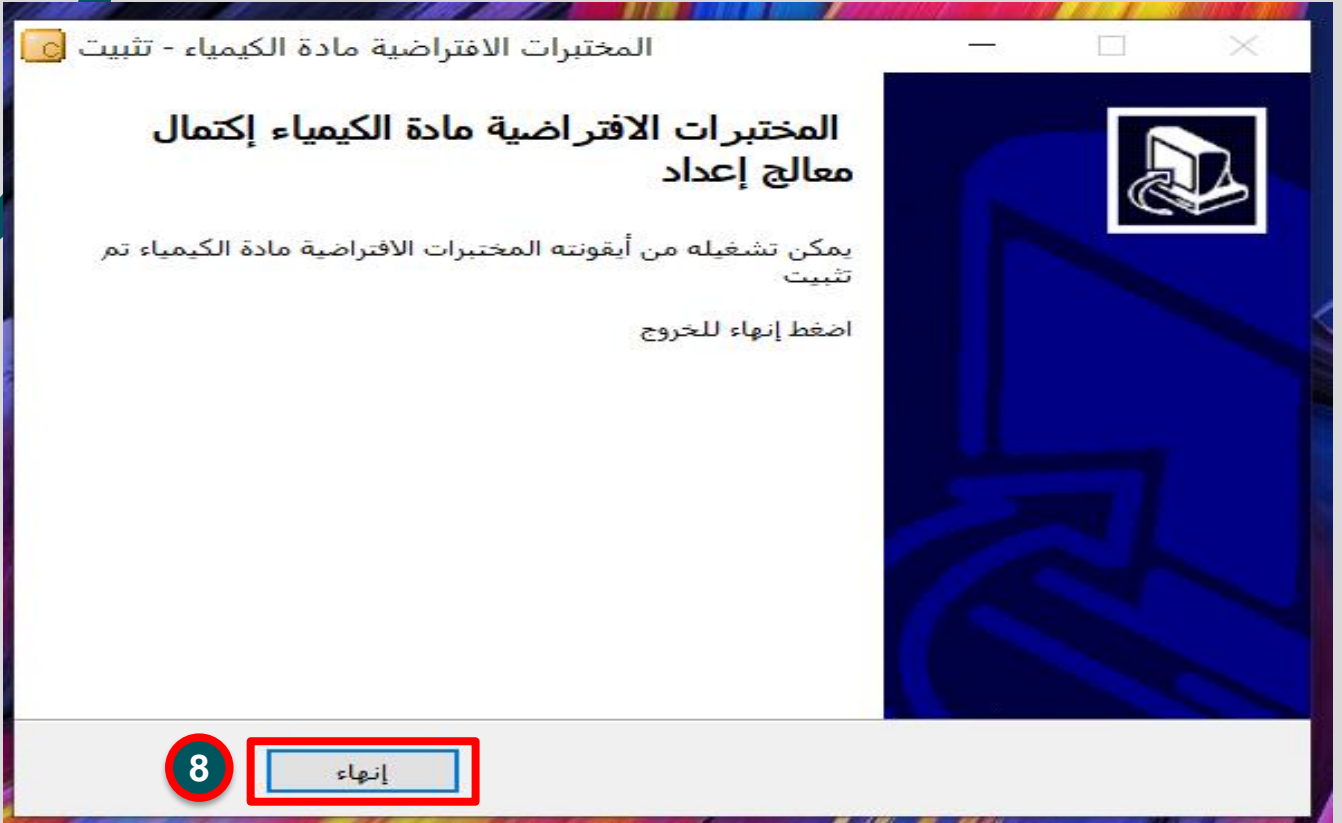 المختبرات الافتراضية مادة الكيمياء - تثبيت
المختبرات الافتراضية مادة الكيمياء إكتمال
معالج إعداد
يمكن تشغيله من أيقونته المختبرات الافتراضية مادة الكيمياء تم
تثبيت
اضغط إنهاء للخروج
8
إنهاء